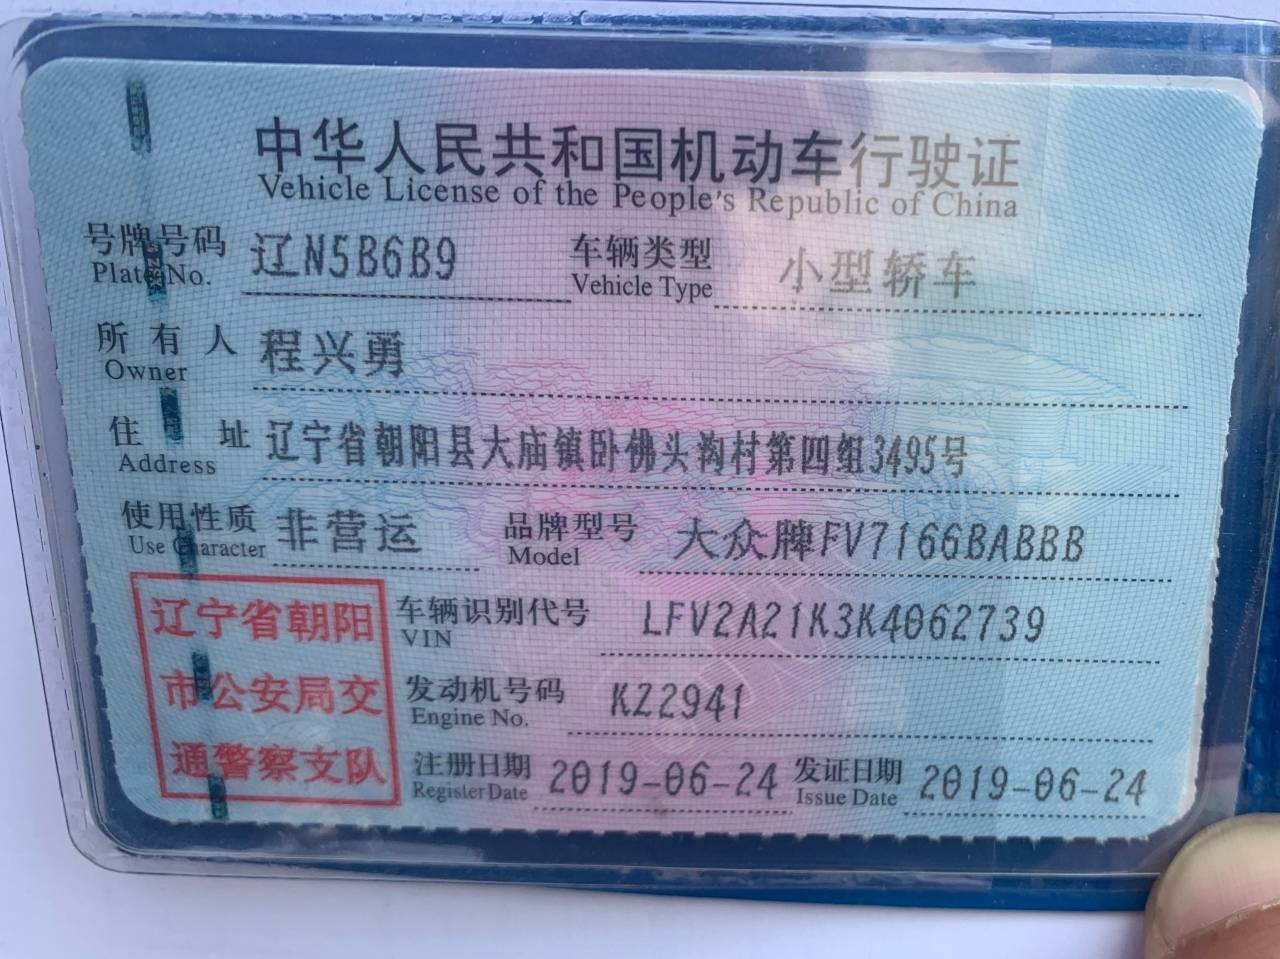 中华人民共和国机动车行驶证
Vehicle License of the People's Republic of China
号牌号码 辽N5B6B9 车辆类型 小型轿车
Plate No. Vehicle Type
所有人 程兴勇
Owner
住址 辽宁省朝阳县大庙镇卧佛头沟村第四组3495号
Address
使用性质 非营运 品牌型号 大众牌FV7166BABBB
Use Character Model
辽宁省朝阳 车辆识别代号 LFV2A21K3K4062739
VIN
市公安局交 发动机号码 KZ2941
Engine No.
通警察支队 注册日期 2019-06-24 发证日期 2019-06-24
Register Date Issue Date